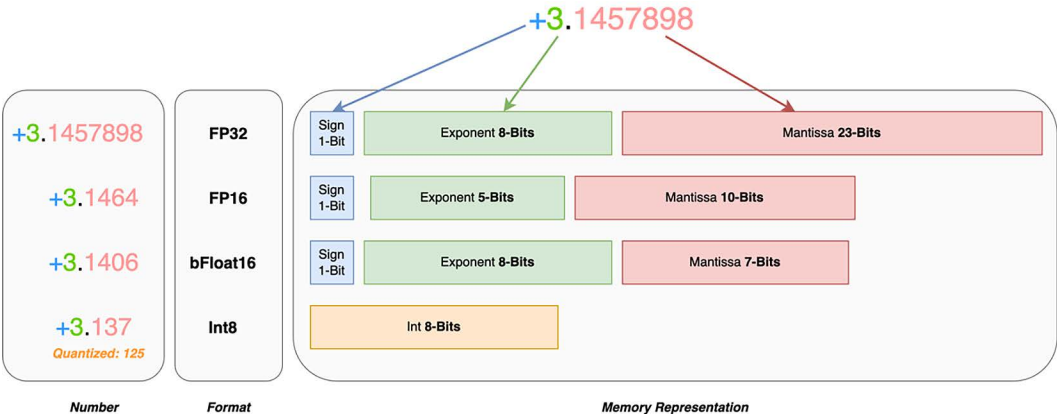 +3.1457898
+3.1457898
FP32
Sign
1-Bit
Exponent 8-Bits
Mantissa 23-Bits
+3.1464
FP16
Sign
1-Bit
Exponent 5-Bits
Mantissa 10-Bits
+3.1406
bFloat16
Sign
1-Bit
Exponent 8-Bits
Mantissa 7-Bits
+3.137
Quantized: 125
Int8
Int 8-Bits
Number
Format
Memory Representation